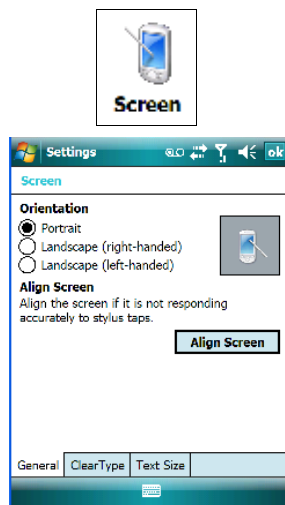 Screen
Settings
ok
Screen
Orientation
Portrait
Landscape (right-handed)
Landscape (left-handed)
Align Screen
Align the screen if it is not responding
accurately to stylus taps.
Align Screen
General ClearType Text Size